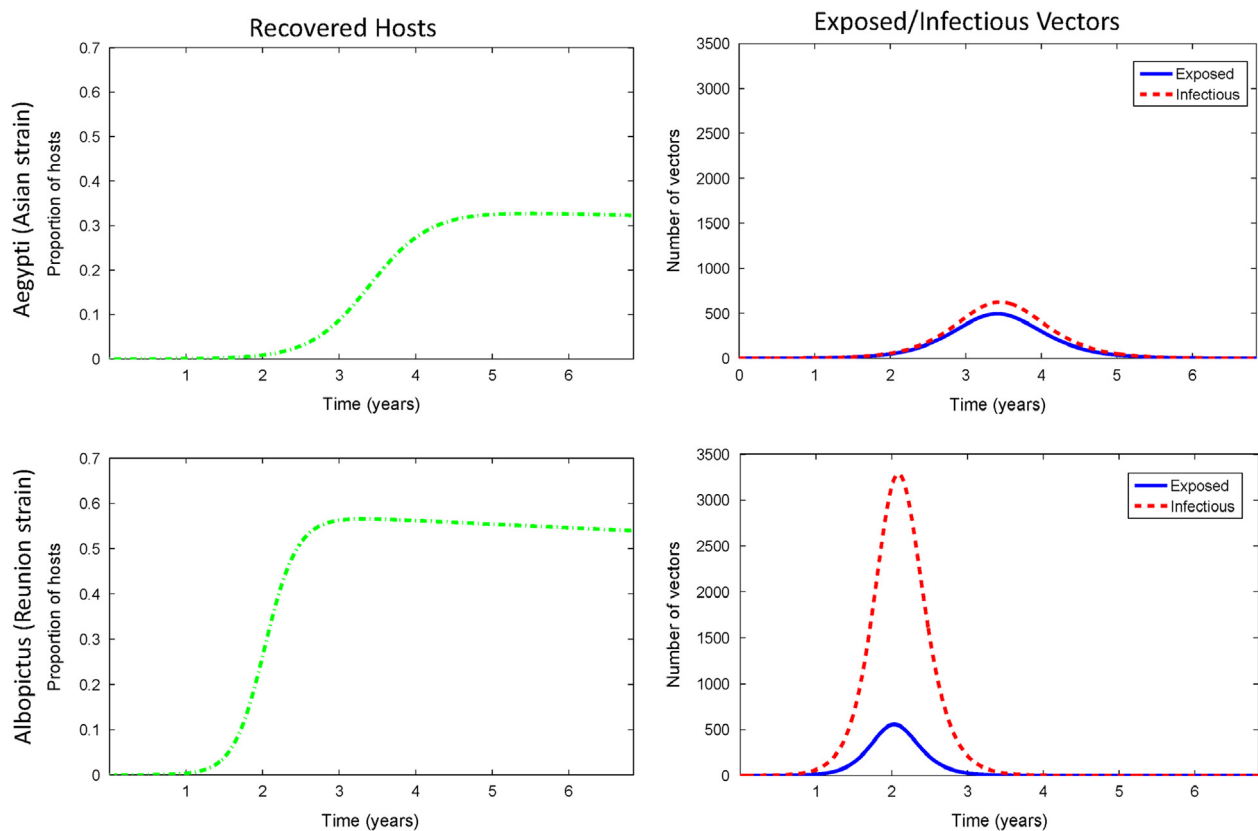 Recovered Hosts
Exposed/Infectious Vectors
Aegypti (Asian strain)
Proportion of hosts
0.7
0.6
0.5
0.4
0.3
0.2
0.1
0
1 2 3 4 5 6
Time (years)
Number of vectors
3500
3000
2500
2000
1500
1000
500
0
0 1 2 3 4 5 6
Time (years)
Exposed
Infectious
Albopictus (Reunion strain)
Proportion of hosts
0.7
0.6
0.5
0.4
0.3
0.2
0.1
0
1 2 3 4 5 6
Time (years)
Number of vectors
3500
3000
2500
2000
1500
1000
500
0
1 2 3 4 5 6
Time (years)
Exposed
Infectious